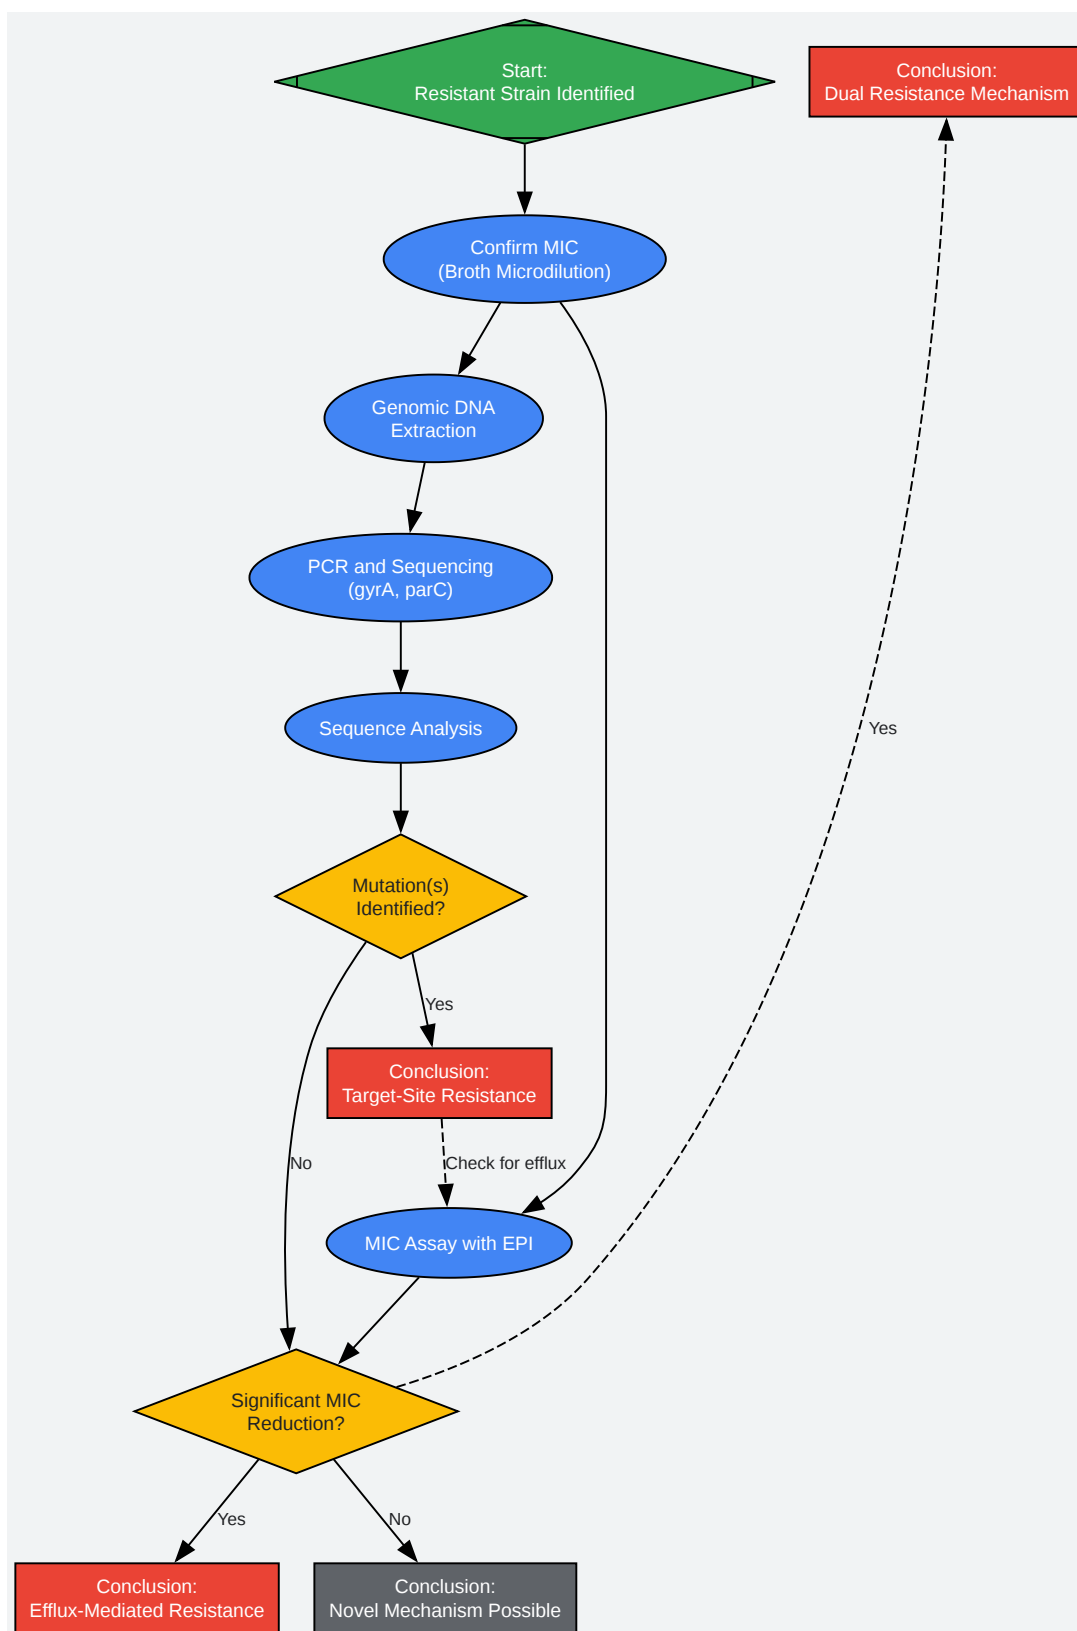 Start:
Resistant Strain Identified
Conclusion:
Dual Resistance Mechanism
Confirm MIC
(Broth Microdilution)
Genomic DNA
Extraction
PCR and Sequencing
(gyrA, parC)
Sequence Analysis
Yes
Mutation(s)
Identified?
Yes
Conclusion:
Target-Site Resistance
No
Check for efflux
MIC Assay with EPI
Significant MIC
Reduction?
Yes
No
Conclusion:
Efflux-Mediated Resistance
Conclusion:
Novel Mechanism Possible